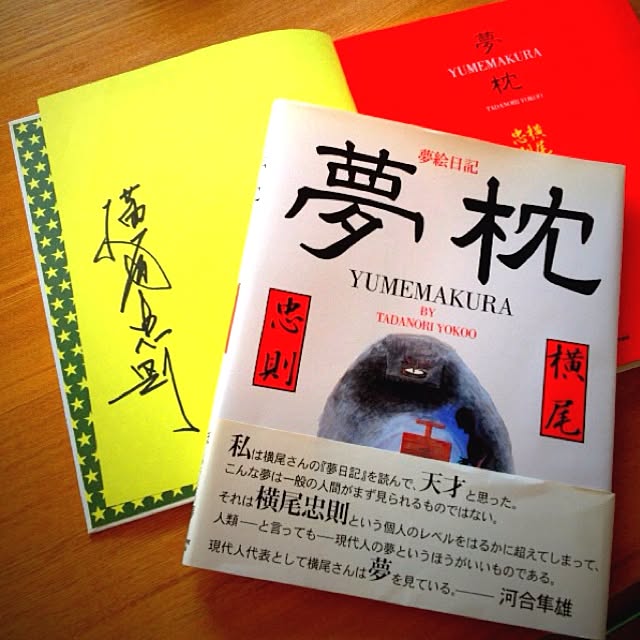 横尾忠則
夢
YUMEMAKURA
枕
TADANORI YOKOO
横尾
忠
夢絵日記
夢枕
YUMEMAKURA
BY
TADANORI YOKOO
横尾
忠則
私は横尾さんの『夢日記』を読んで、天才と思った。
こんな夢は一般の人間がまず見られるものではない。
それは横尾忠則という個人のレベルをはるかに超えてしまって、
人類―と言っても―現代人の夢というほうがいいものである。
現代人代表として横尾さんは夢を見ている。――河合隼雄